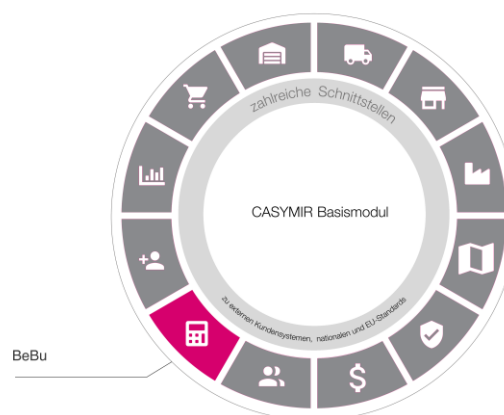 zahlreiche Schnittstellen
CASYMIR Basismodul
zu externen Kundensystemen, nationalen und EU-Standards
BeBu